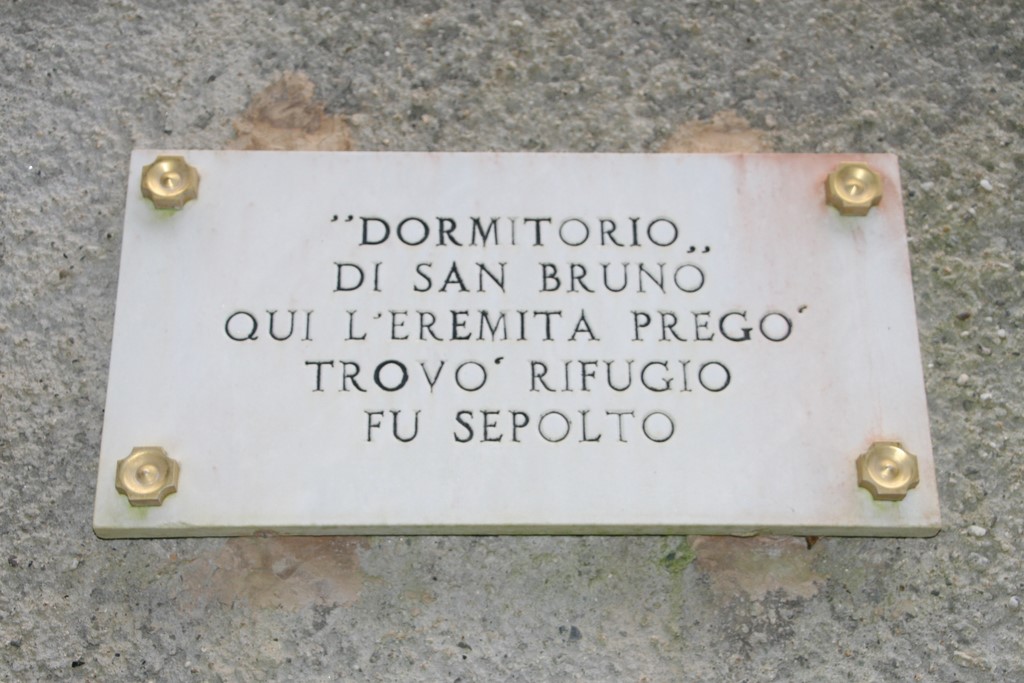 "DORMITORIO„
DI SAN BRUNO
QUI L'EREMITA PREGO'
TROVO' RIFUGIO
FU SEPOLTO